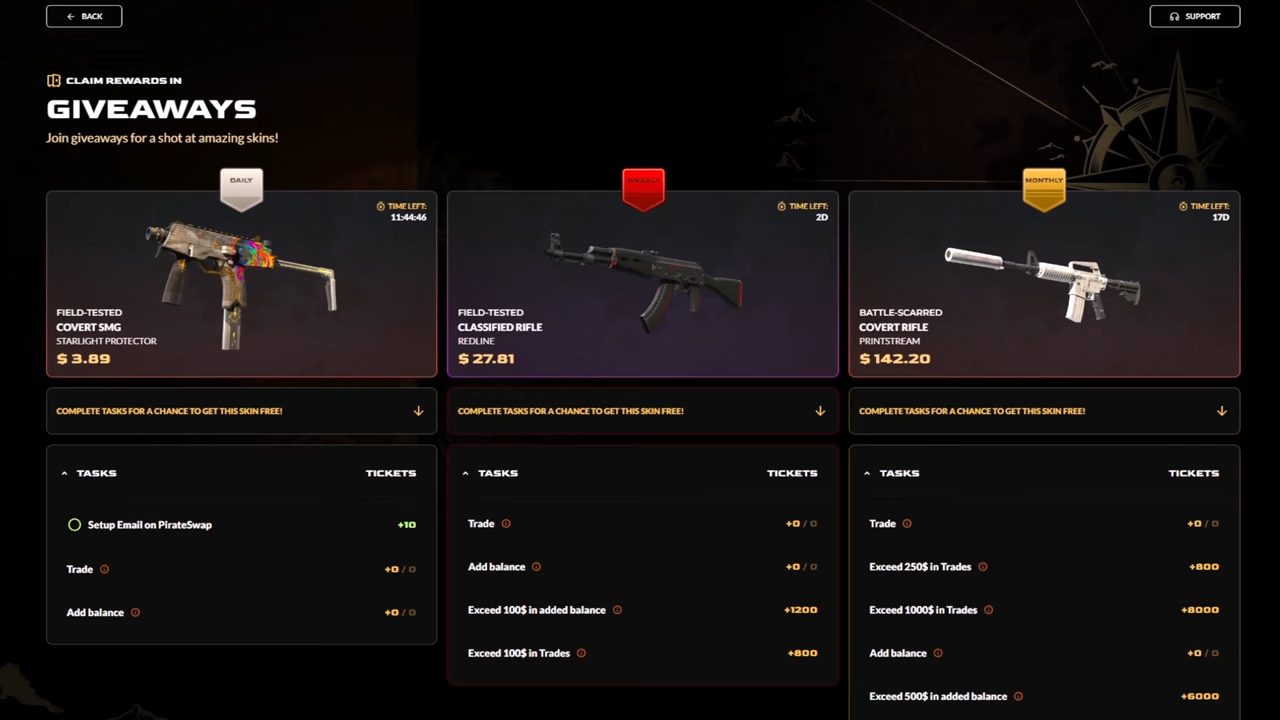 BACK
SUPPORT
CLAIM REWARDS IN
GIVEAWAYS
Join giveaways for a shot at amazing skins!
DAILY
TIME LEFT:
11:44:46
FIELD-TESTED
COVERT SMG
STARLIGHT PROTECTOR
$ 3.89
WEEKLY
TIME LEFT:
2D
FIELD-TESTED
CLASSIFIED RIFLE
REDLINE
$ 27.81
MONTHLY
TIME LEFT:
17D
BATTLE-SCARRED
COVERT RIFLE
PRINTSTREAM
$ 142.20
COMPLETE TASKS FOR A CHANCE TO GET THIS SKIN FREE!
COMPLETE TASKS FOR A CHANCE TO GET THIS SKIN FREE!
COMPLETE TASKS FOR A CHANCE TO GET THIS SKIN FREE!
TASKS TICKETS
Setup Email on PirateSwap +10
Trade +0 / 0
Add balance +0 / 0
TASKS TICKETS
Trade +0 / 0
Add balance +0 / 0
Exceed 100$ in added balance +1200
Exceed 100$ in Trades +800
TASKS TICKETS
Trade +0 / 0
Exceed 250$ in Trades +800
Exceed 1000$ in Trades +8000
Add balance +0 / 0
Exceed 500$ in added balance +6000